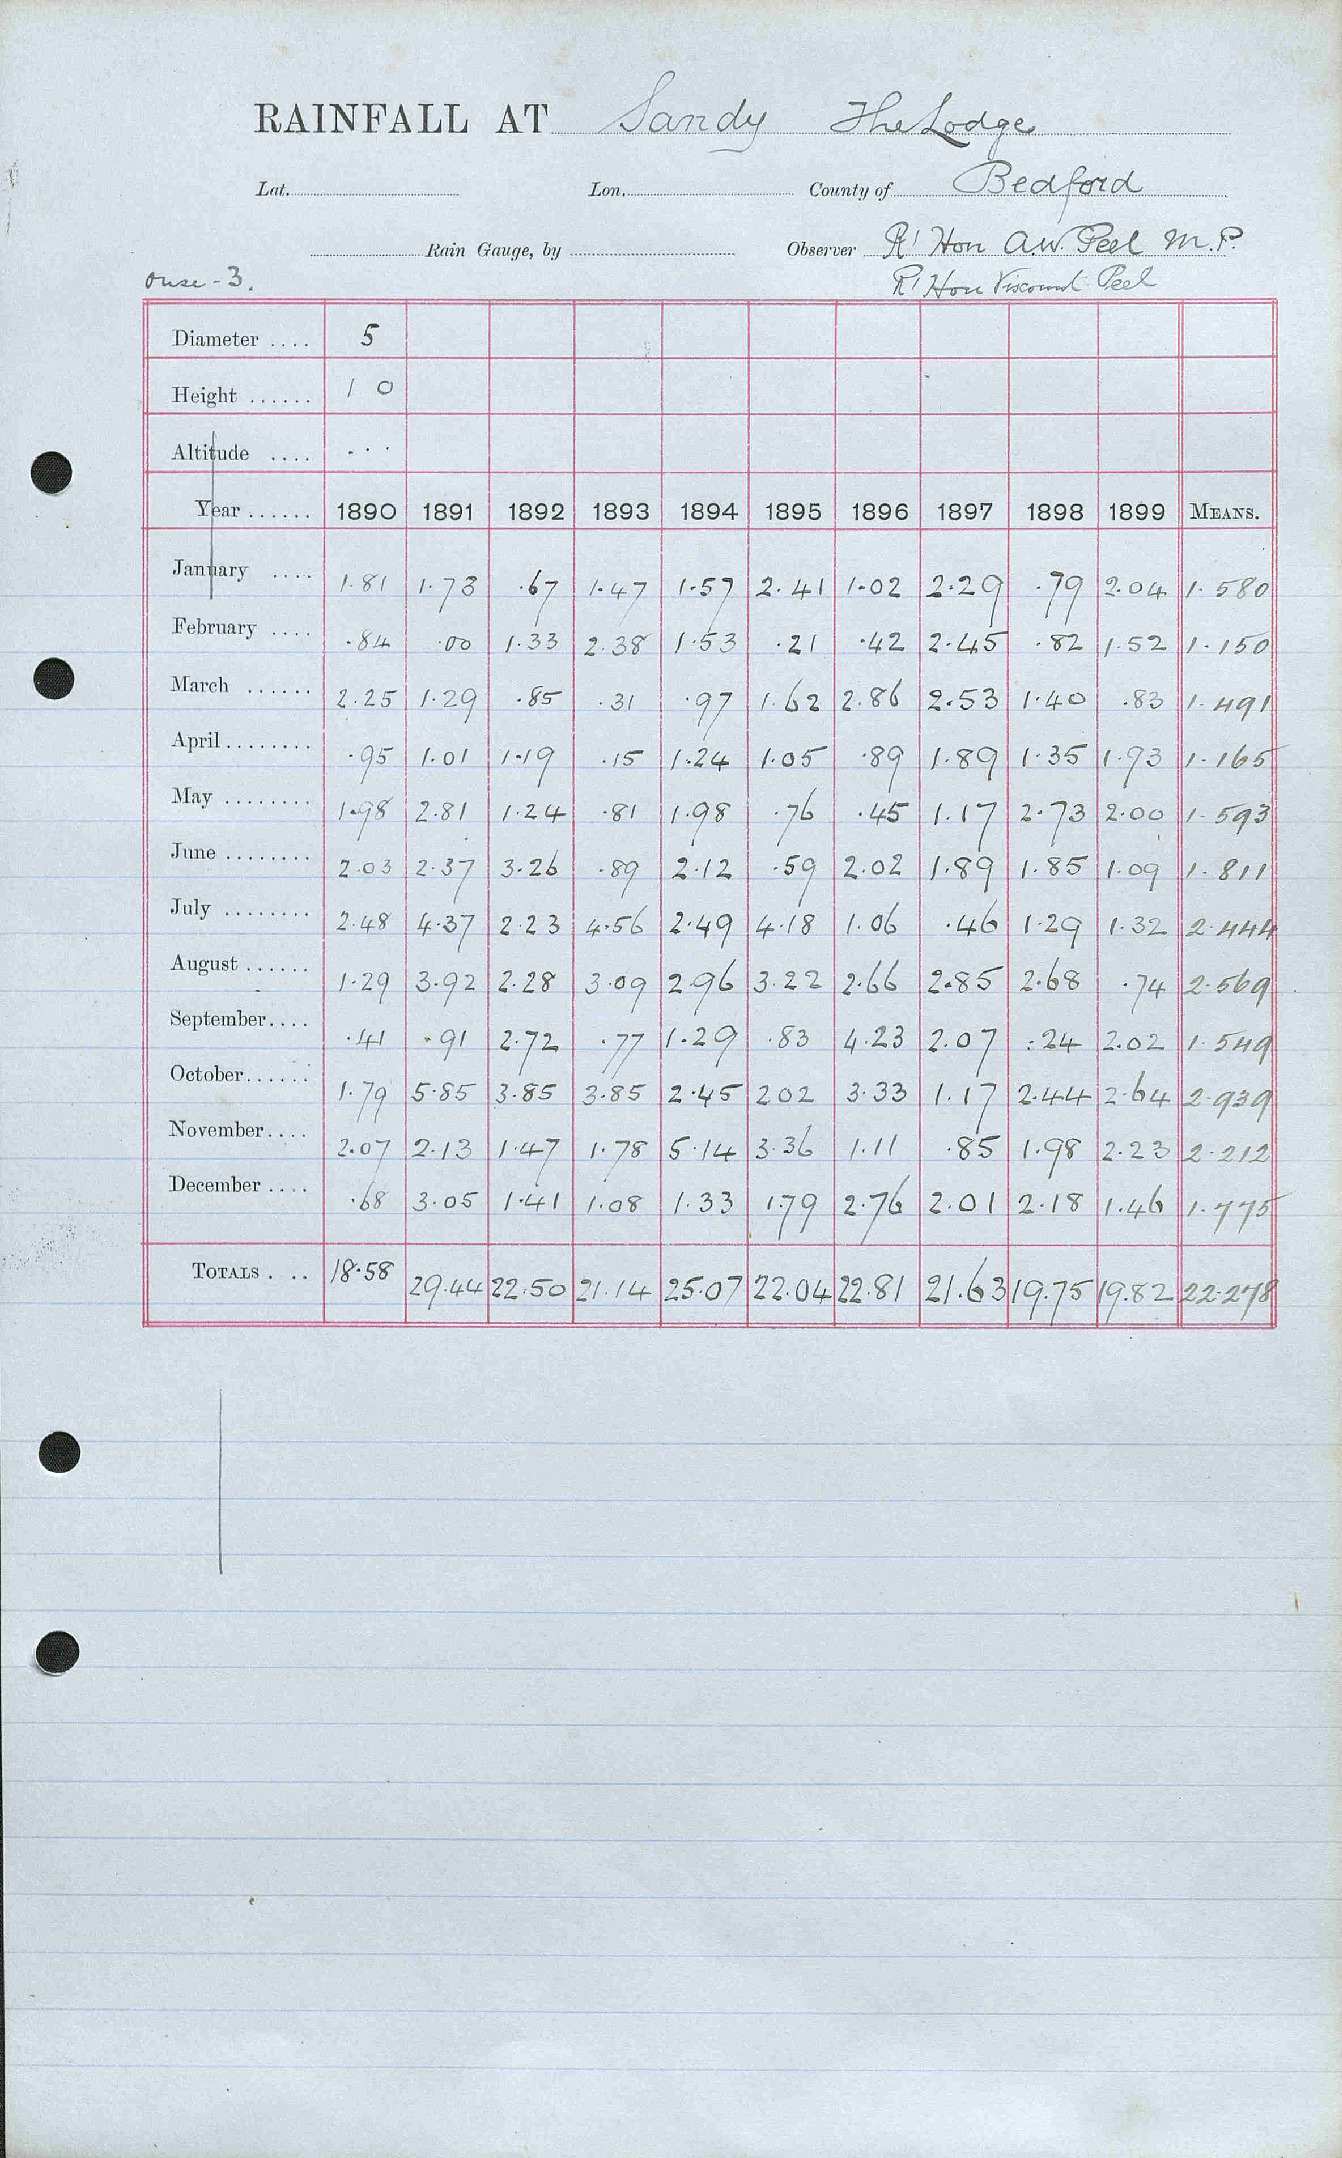 RAINFALL AT Sandy The Lodge
Lat. Lon. County of Bedford
Rain Gauge, by Observer Rt Hon A.W. Peel M.P.
Ouse - 3. Rt Hon Viscount Peel
Diameter .... 5
Height ...... 1 0
Altitude .... . . .
Year ...... 1890 1891 1892 1893 1894 1895 1896 1897 1898 1899 MEANS.
January .... 1.81 1.73 .67 1.47 1.57 2.41 1.02 2.29 .79 2.04 1.580
February .... .84 .00 1.33 2.38 1.53 .21 .42 2.45 .82 1.52 1.150
March ...... 2.25 1.29 .85 .31 .97 1.62 2.86 2.53 1.40 .83 1.491
April ........ .95 1.01 1.19 .15 1.24 1.05 .89 1.89 1.35 1.93 1.165
May ........ 1.98 2.81 1.24 .81 1.98 .76 .45 1.17 2.73 2.00 1.593
June ........ 2.03 2.37 3.26 .89 2.12 .59 2.02 1.89 1.85 1.09 1.811
July ........ 2.48 4.37 2.23 4.56 2.49 4.18 1.06 .46 1.29 1.32 2.444
August ...... 1.29 3.92 2.28 3.09 2.96 3.22 2.66 2.85 2.68 .74 2.569
September .... .41 .91 2.72 .77 1.29 .83 4.23 2.07 .24 2.02 1.549
October ...... 1.79 5.85 3.85 3.85 2.45 2.02 3.33 1.17 2.44 2.64 2.939
November .... 2.07 2.13 1.47 1.78 5.14 3.36 1.11 .85 1.98 2.23 2.212
December .... .68 3.05 1.41 1.08 1.33 1.79 2.76 2.01 2.18 1.46 1.775
TOTALS . .. 18.58 29.44 22.50 21.14 25.07 22.04 22.81 21.63 19.75 19.82 22.278